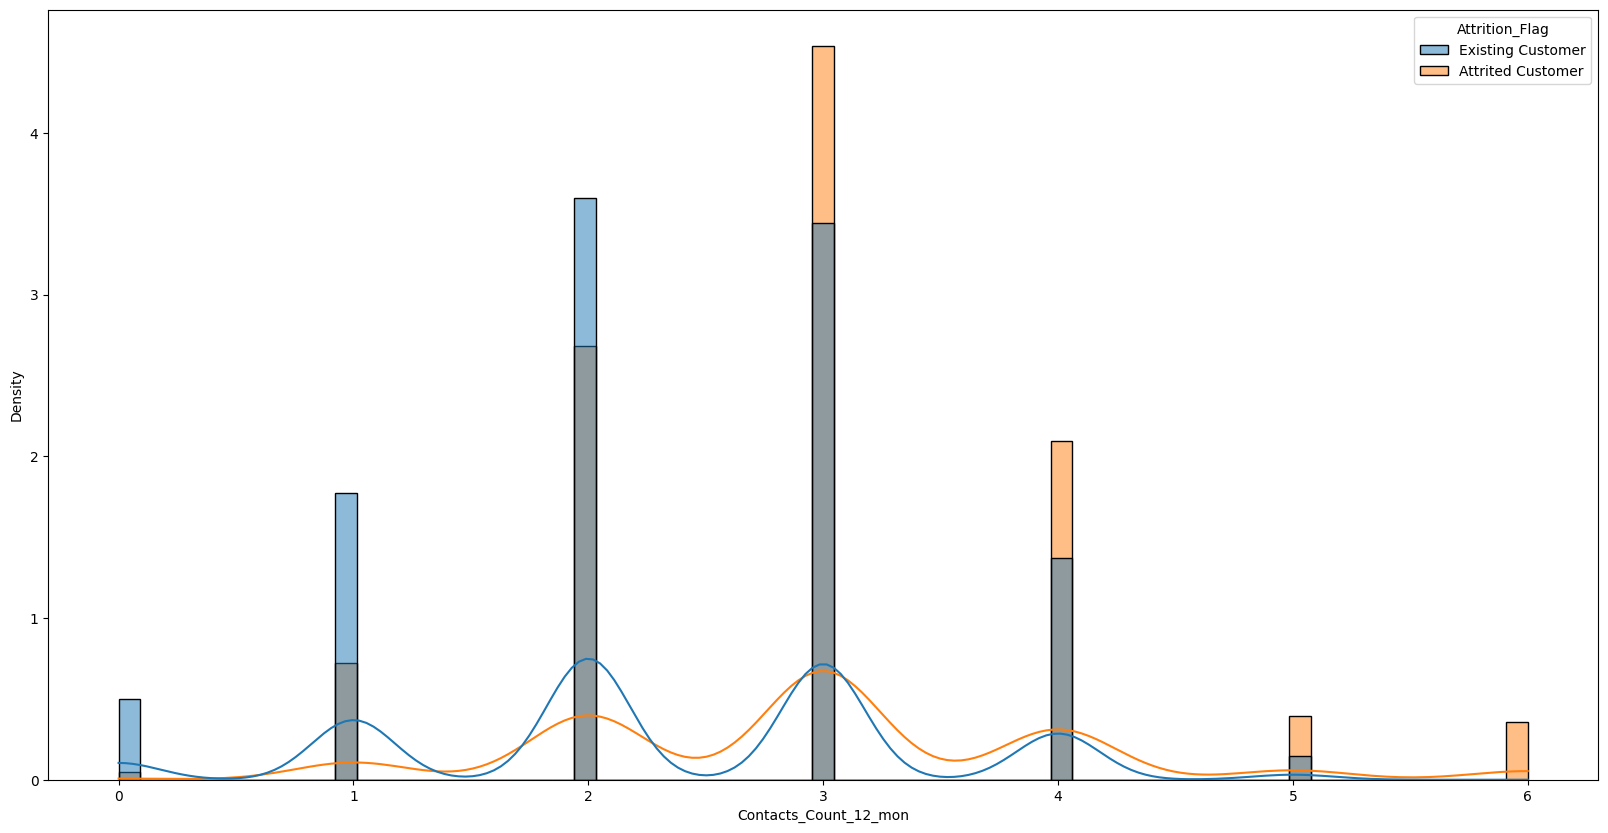 Attrition_Flag
Existing Customer
Attrited Customer
Density
4
3
2
1
0
0 1 2 3 4 5 6
Contacts_Count_12_mon